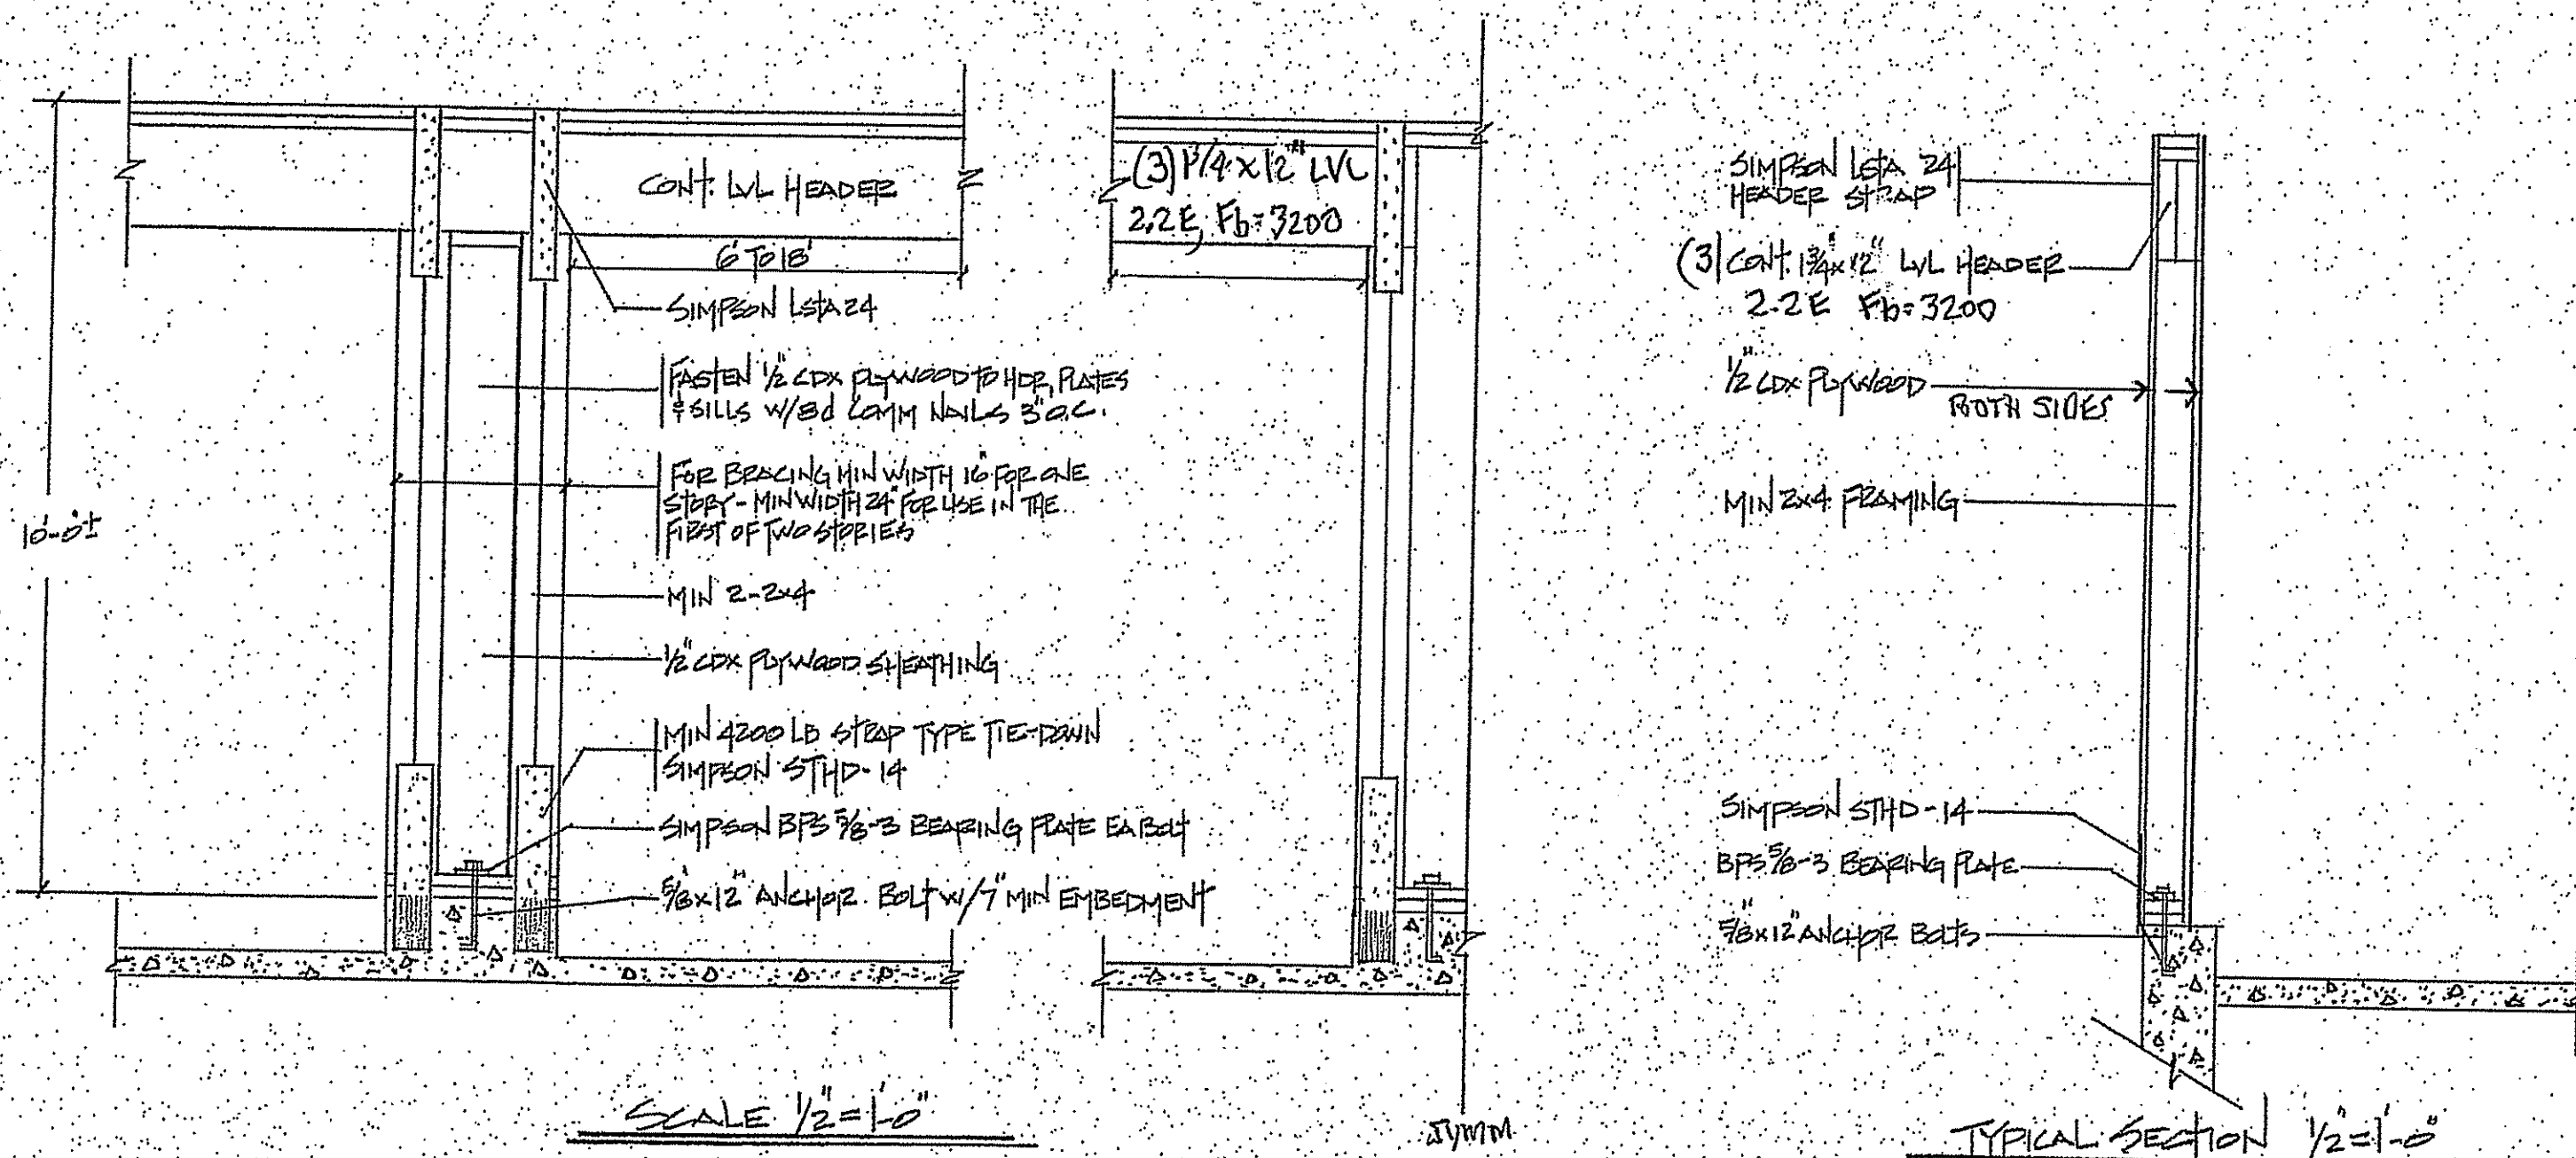 CONT. LVL HEADER
6' TO 18'
SIMPSON LSTA 24
FASTEN 1/2" CDX PLYWOOD TO HDR, PLATES
& SILLS W/ 8d COMM NAILS 3" O.C.
FOR BRACING MIN WIDTH 16" FOR ONE
STORY - MIN WIDTH 24" FOR USE IN THE
FIRST OF TWO STORIES
MIN 2-2x4
1/2" CDX PLYWOOD SHEATHING
MIN 4200 LB STRAP TYPE TIE-DOWN
SIMPSON STHD-14
SIMPSON BPS 5/8-3 BEARING PLATE EA BOLT
5/8"x12" ANCHOR BOLT W/7" MIN EMBEDMENT
10'-0"±
SCALE 1/2"=1'-0"
(3) 1 3/4 x 12" LVL
2.2E, Fb=3200
SYMM
SIMPSON LSTA 24
HEADER STRAP
(3) CONT. 1 3/4"x12" LVL HEADER
2.2E Fb=3200
1/2" CDX PLYWOOD
BOTH SIDES
MIN 2x4 FRAMING
SIMPSON STHD-14
BPS 5/8-3 BEARING PLATE
5/8"x12" ANCHOR BOLTS
TYPICAL SECTION 1/2"=1'-0"